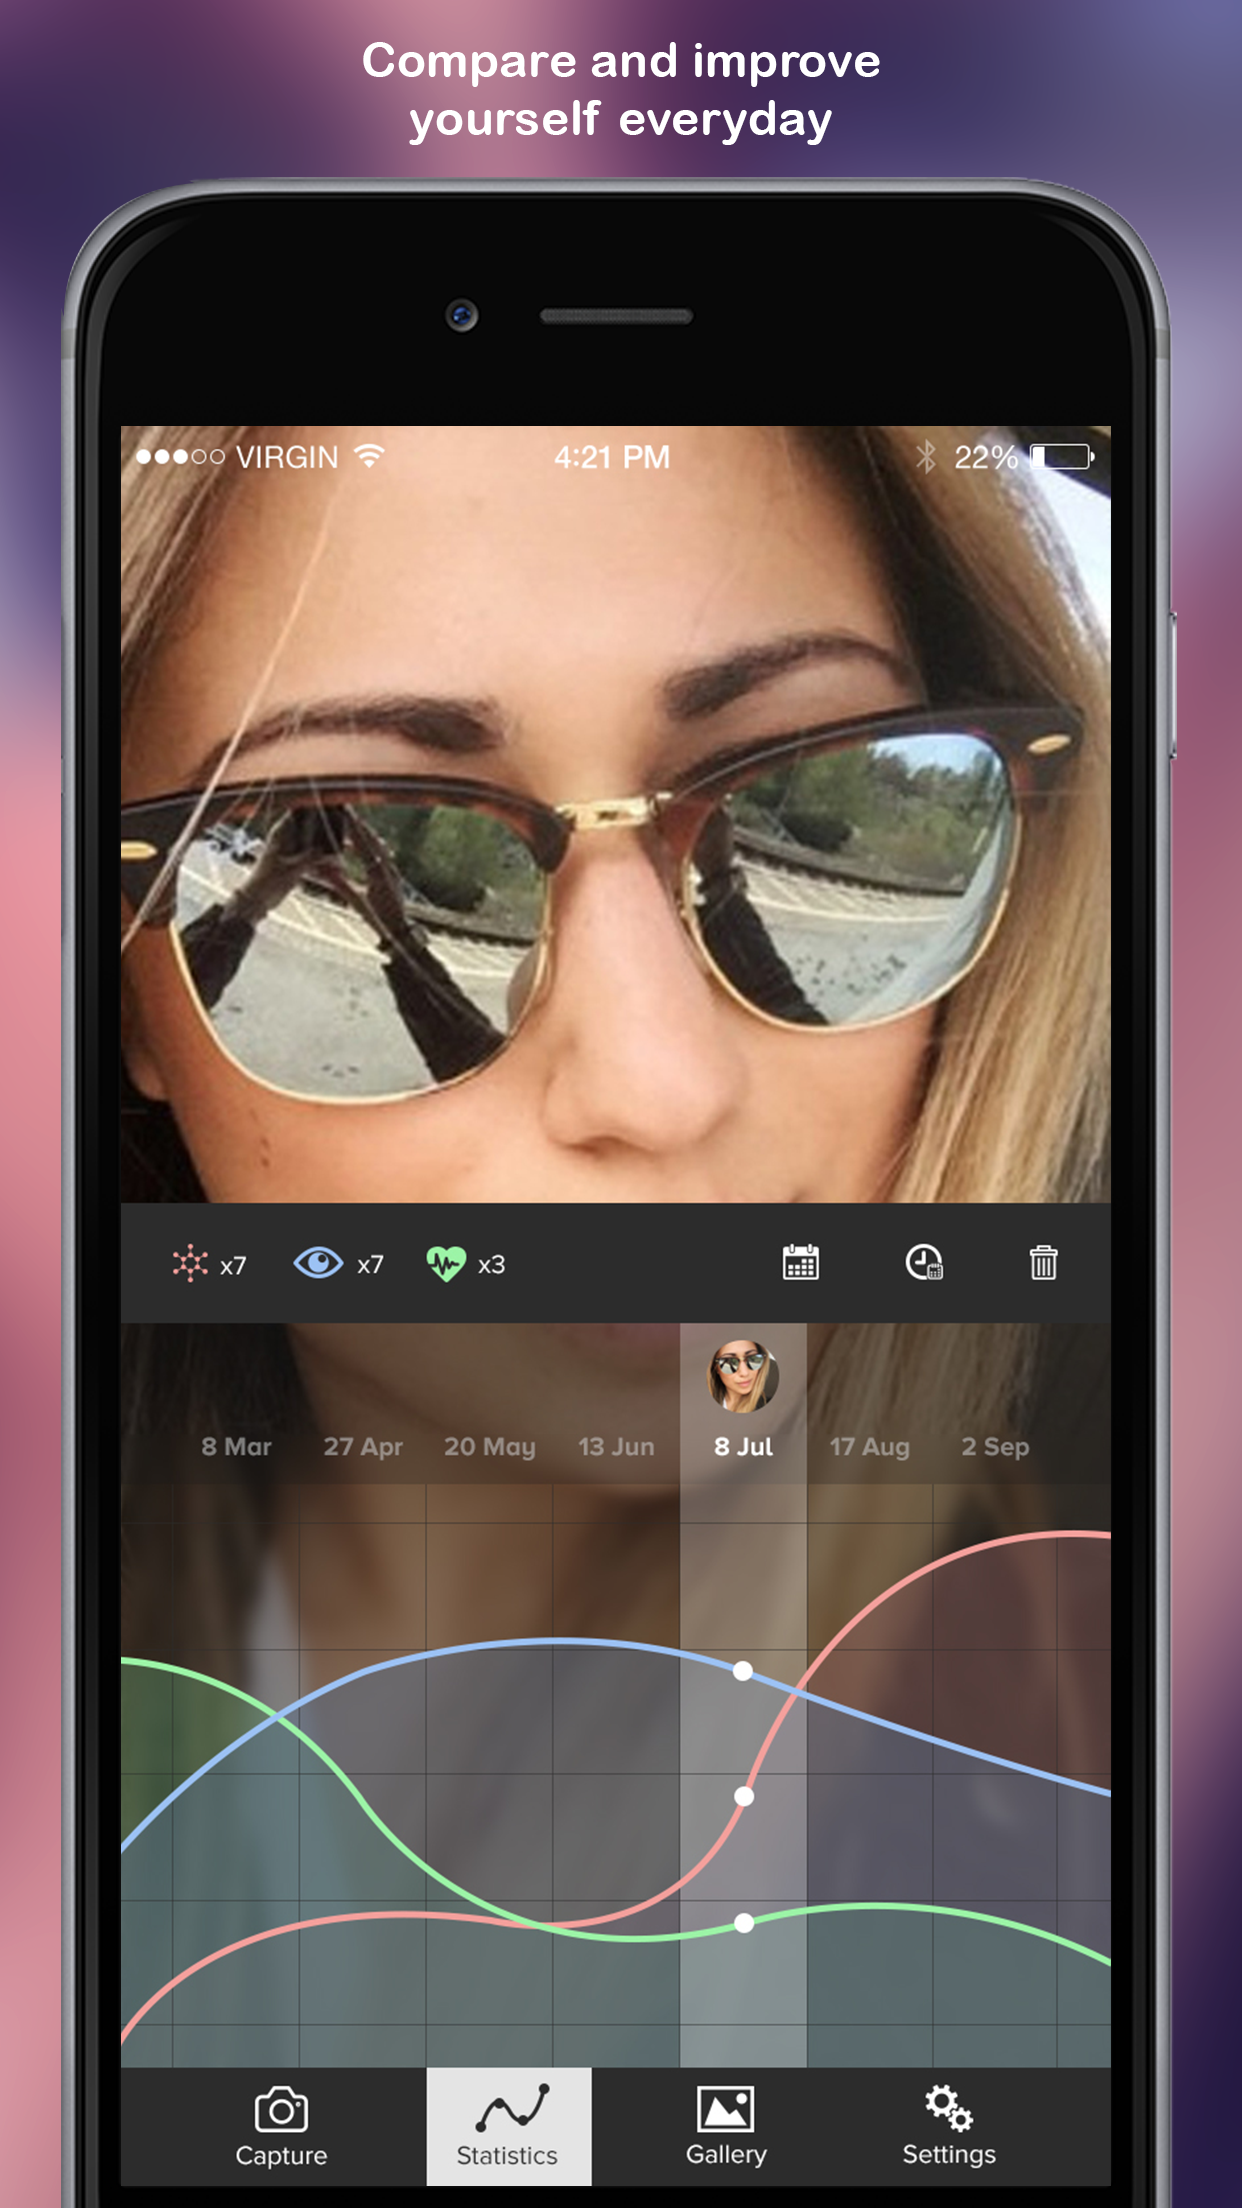 Compare and improve
yourself everyday
VIRGIN 4:21 PM 22%
x7 x7 x3
8 Mar 27 Apr 20 May 13 Jun 8 Jul 17 Aug 2 Sep
Capture Statistics Gallery Settings